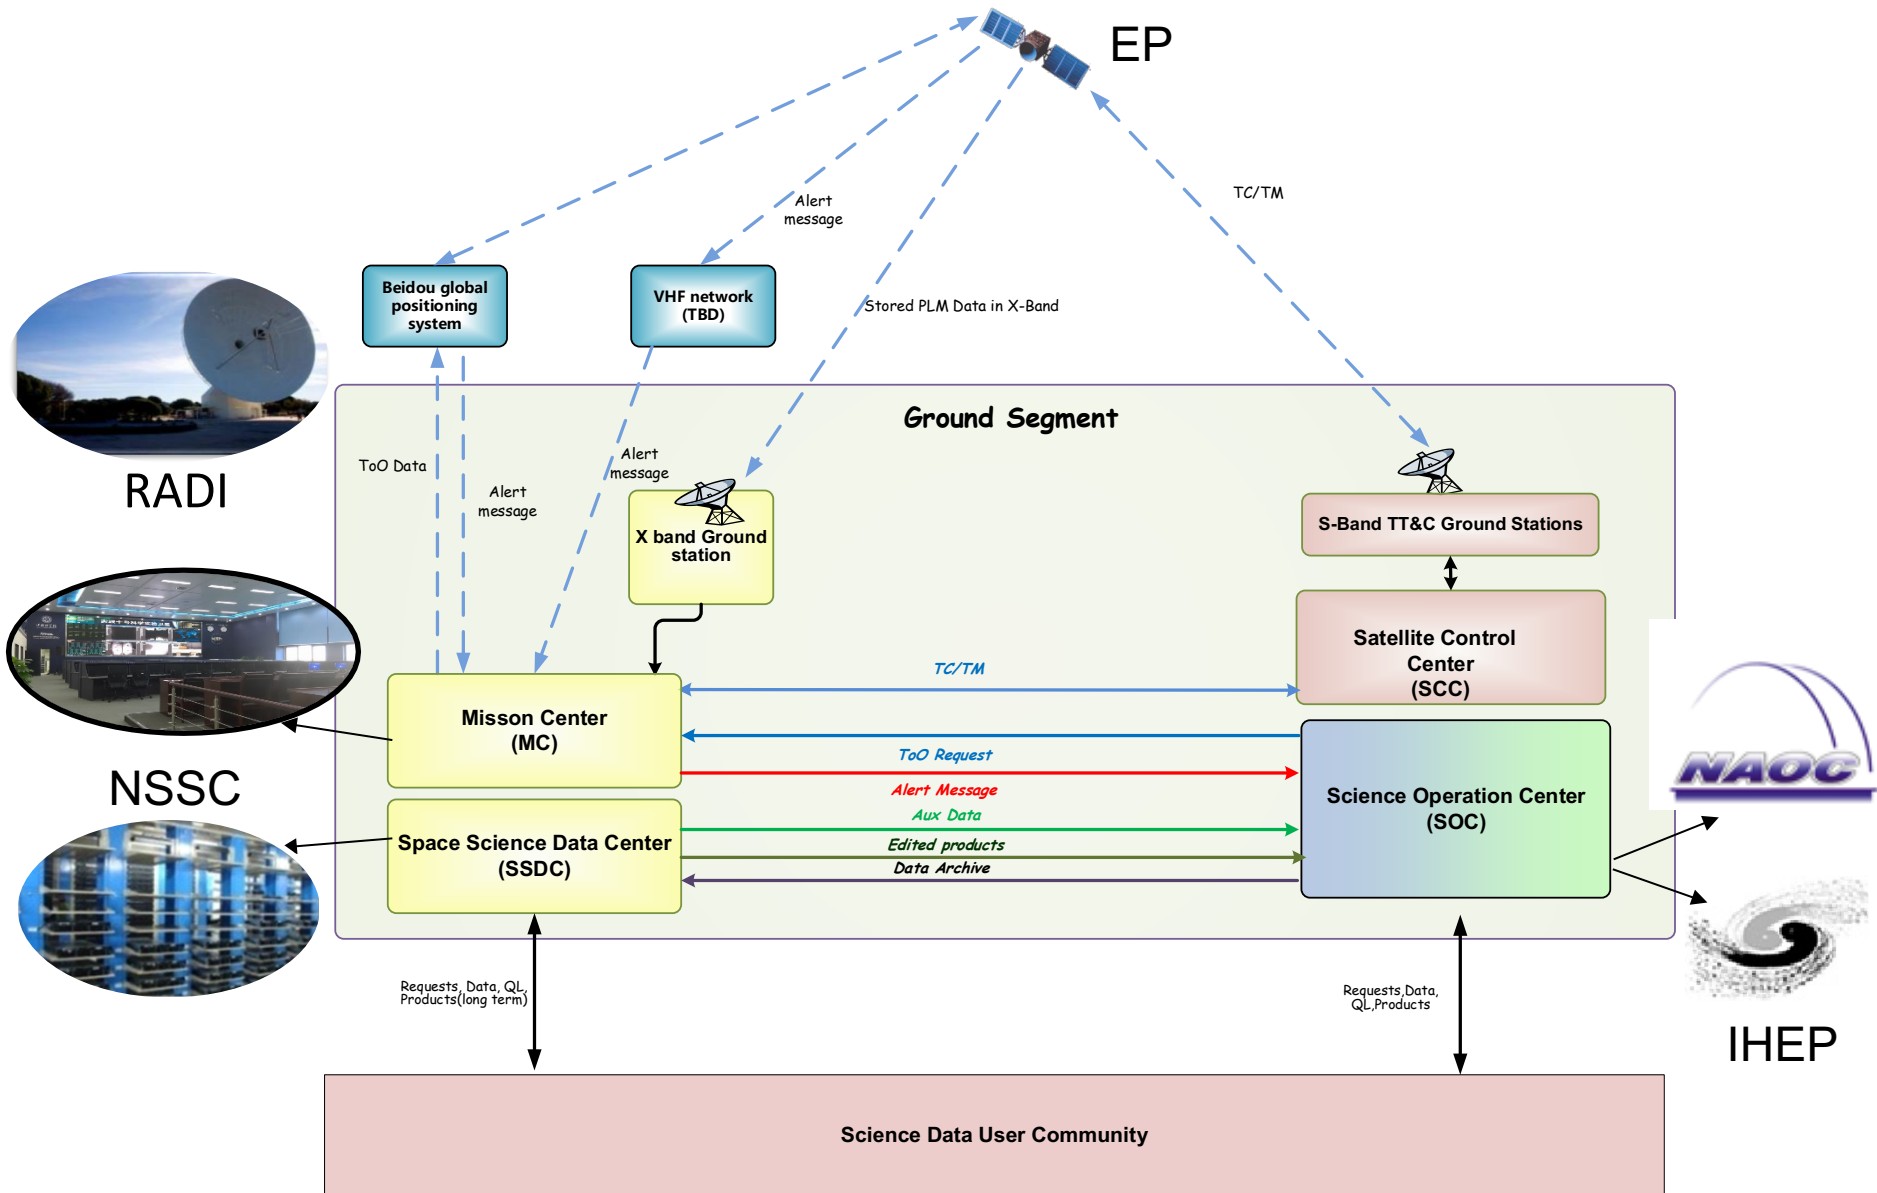 EP
Alert
message
TC/TM
Beidou global
positioning
system
VHF network
(TBD)
Stored PLM Data in X-Band
RADI
Ground Segment
ToO Data
Alert
message
Alert
message
X band Ground
station
S-Band TT&C Ground Stations
Satellite Control
Center
(SCC)
TC/TM
Misson Center
(MC)
ToO Request
Alert Message
NSSC
Science Operation Center
(SOC)
NAOC
Aux Data
Space Science Data Center
(SSDC)
Edited products
Data Archive
Requests, Data, QL,
Products(long term)
Requests,Data,
QL,Products
IHEP
Science Data User Community